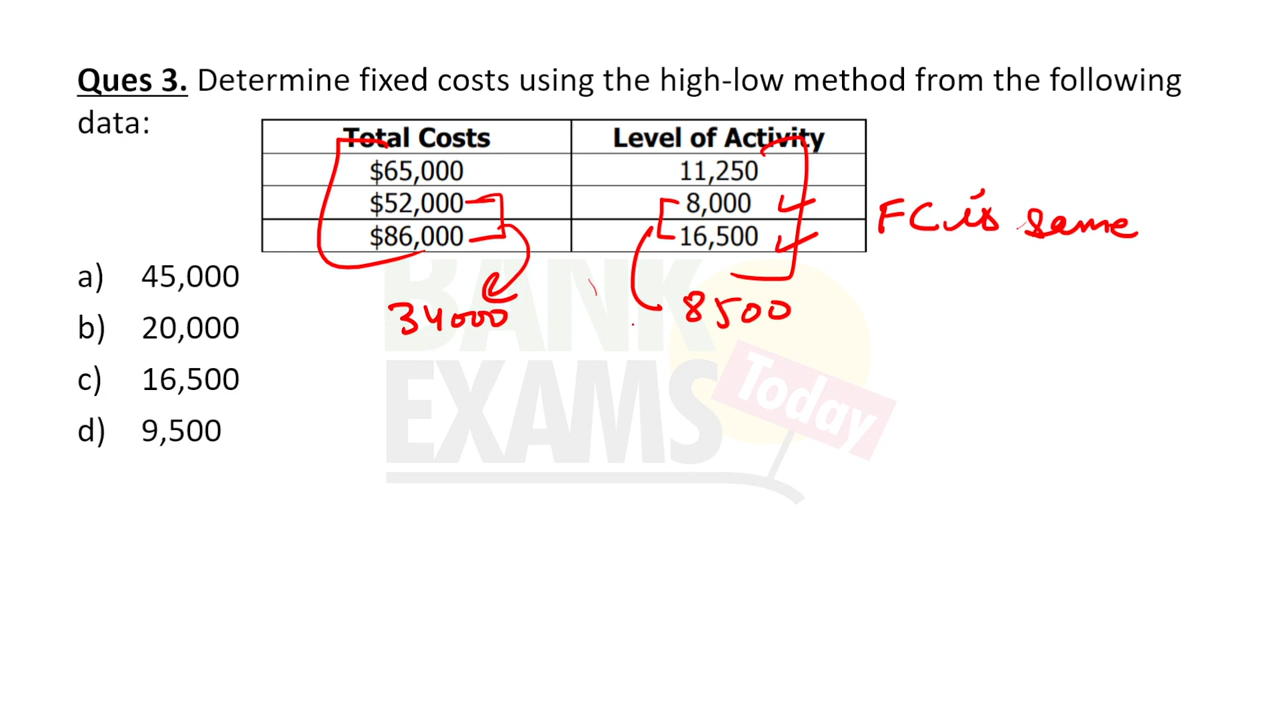 Ques 3. Determine fixed costs using the high-low method from the following
data:
Total Costs Level of Activity
$65,000 11,250
$52,000 8,000
$86,000 16,500
FC is same
34000 8500
a) 45,000
b) 20,000
c) 16,500
d) 9,500
BANK
EXAMS
Today